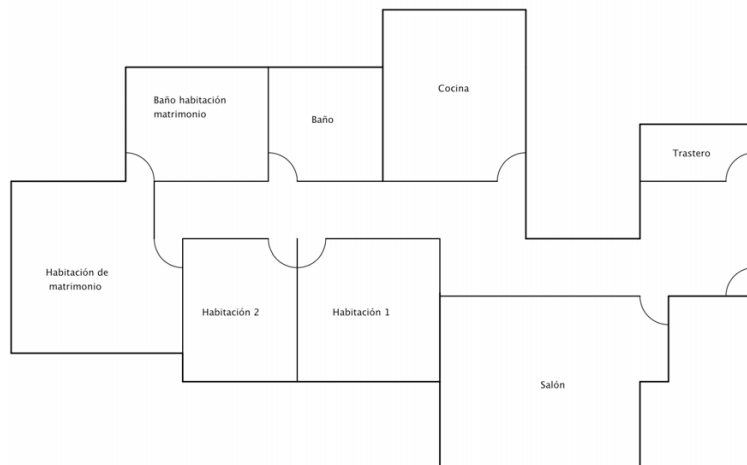 Cocina
Baño habitación
matrimonio
Baño
Trastero
Habitación de
matrimonio
Habitación 2
Habitación 1
Salón